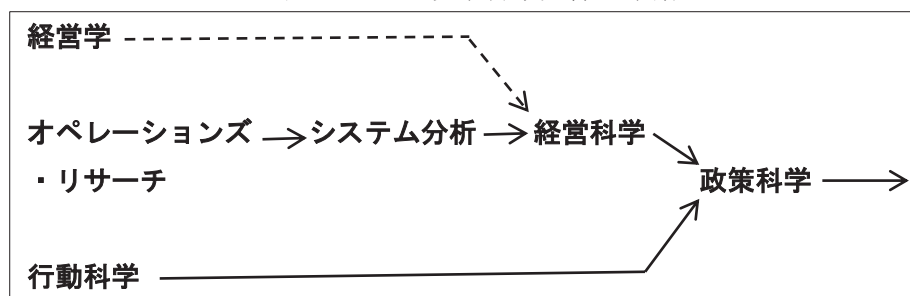 経営学
オペレーションズ システム分析 経営科学
・リサーチ
政策科学
行動科学